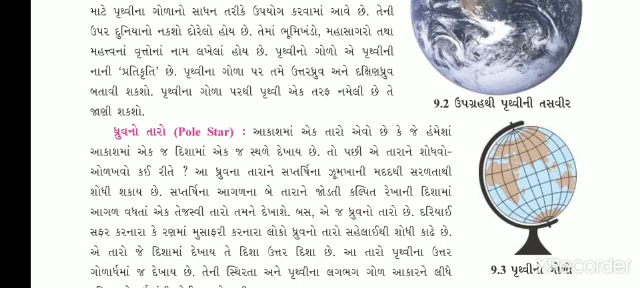 માટે પૃથ્વીના ગોળાનો સાધન તરીકે ઉપયોગ કરવામાં આવે છે. તેની
ઉપર દુનિયાનો નકશો દોરેલો હોય છે. તેમાં ભૂમિખંડો, મહાસાગરો તથા
મહત્ત્વનાં વૃત્તોનાં નામ લખેલાં હોય છે. પૃથ્વીનો ગોળો એ પૃથ્વીની
નાની ‘પ્રતિકૃતિ’ છે. પૃથ્વીના ગોળા પર તમે ઉત્તરધ્રુવ અને દક્ષિણધ્રુવ
બતાવી શકશો. પૃથ્વીના ગોળા પરથી પૃથ્વી એક તરફ નમેલી છે તે
જાણી શકશો.
9.2 ઉપગ્રહથી પૃથ્વીની તસવીર
ધ્રુવનો તારો (Pole Star) : આકાશમાં એક તારો એવો છે કે જે હંમેશાં
આકાશમાં એક જ દિશામાં એક જ સ્થળે દેખાય છે. તો પછી એ તારાને શોધવો-
ઓળખવો કઈ રીતે ? આ ધ્રુવના તારાને સપ્તર્ષિના ઝૂમખાની મદદથી સરળતાથી
શોધી શકાય છે. સપ્તર્ષિના આગળના બે તારાને જોડતી કલ્પિત રેખાની દિશામાં
આગળ વધતાં એક તેજસ્વી તારો તમને દેખાશે. બસ, એ જ ધ્રુવનો તારો છે. દરિયાઈ
સફર કરનારા કે રણમાં મુસાફરી કરનારા લોકો ધ્રુવનો તારો સહેલાઈથી શોધી કાઢે છે.
એ તારો જે દિશામાં દેખાય તે દિશા ઉત્તર દિશા છે. આ તારો પૃથ્વીના ઉત્તર
ગોળાર્ધમાં જ દેખાય છે. તેની સ્થિરતા અને પૃથ્વીના લગભગ ગોળ આકારને લીધે
9.3 પૃથ્વીનો ગોળો
XRecorder